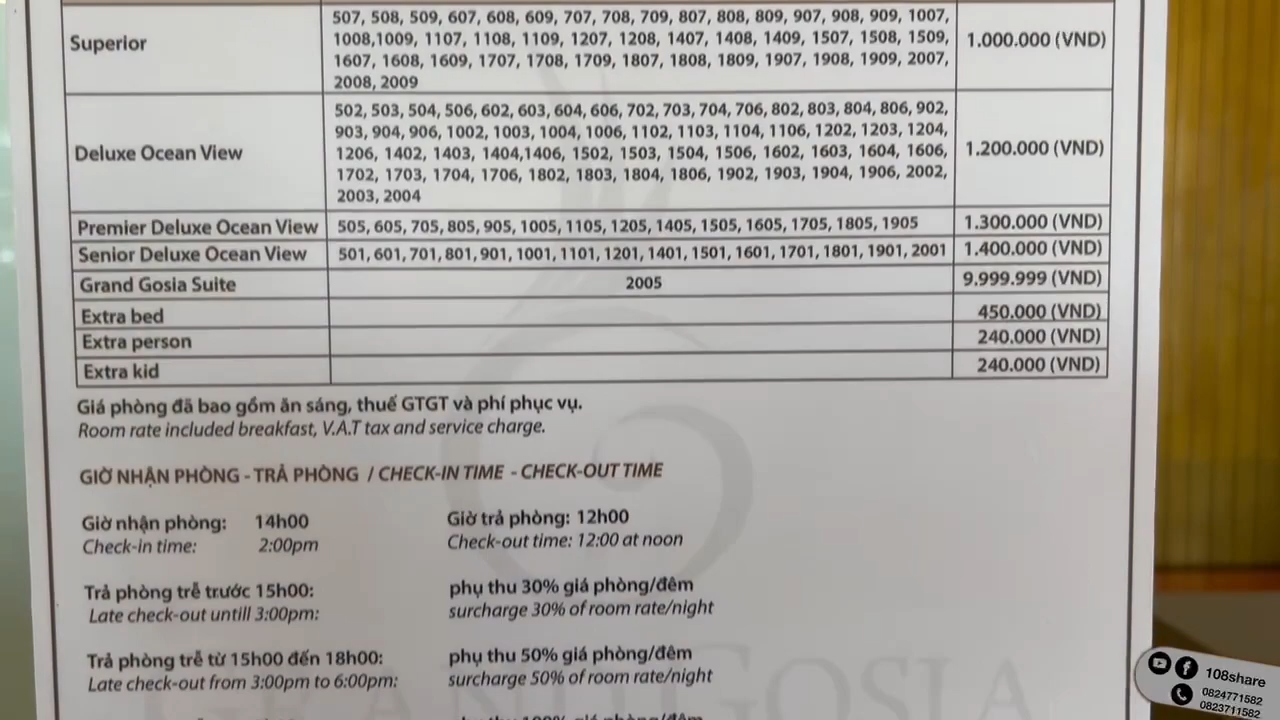 Superior
507, 508, 509, 607, 608, 609, 707, 708, 709, 807, 808, 809, 907, 908, 909, 1007,
1008,1009, 1107, 1108, 1109, 1207, 1208, 1407, 1408, 1409, 1507, 1508, 1509,
1607, 1608, 1609, 1707, 1708, 1709, 1807, 1808, 1809, 1907, 1908, 1909, 2007,
2008, 2009
1.000.000 (VND)
Deluxe Ocean View
502, 503, 504, 506, 602, 603, 604, 606, 702, 703, 704, 706, 802, 803, 804, 806, 902,
903, 904, 906, 1002, 1003, 1004, 1006, 1102, 1103, 1104, 1106, 1202, 1203, 1204,
1206, 1402, 1403, 1404,1406, 1502, 1503, 1504, 1506, 1602, 1603, 1604, 1606,
1702, 1703, 1704, 1706, 1802, 1803, 1804, 1806, 1902, 1903, 1904, 1906, 2002,
2003, 2004
1.200.000 (VND)
Premier Deluxe Ocean View 505, 605, 705, 805, 905, 1005, 1105, 1205, 1405, 1505, 1605, 1705, 1805, 1905 1.300.000 (VND)
Senior Deluxe Ocean View 501, 601, 701, 801, 901, 1001, 1101, 1201, 1401, 1501, 1601, 1701, 1801, 1901, 2001 1.400.000 (VND)
Grand Gosia Suite 2005 9.999.999 (VND)
Extra bed 450.000 (VND)
Extra person 240.000 (VND)
Extra kid 240.000 (VND)
Giá phòng đã bao gồm ăn sáng, thuế GTGT và phí phục vụ.
Room rate included breakfast, V.A.T tax and service charge.
GIỜ NHẬN PHÒNG - TRẢ PHÒNG / CHECK-IN TIME - CHECK-OUT TIME
Giờ nhận phòng: 14h00 Giờ trả phòng: 12h00
Check-in time: 2:00pm Check-out time: 12:00 at noon
Trả phòng trễ trước 15h00: phụ thu 30% giá phòng/đêm
Late check-out untill 3:00pm: surcharge 30% of room rate/night
Trả phòng trễ từ 15h00 đến 18h00: phụ thu 50% giá phòng/đêm
Late check-out from 3:00pm to 6:00pm: surcharge 50% of room rate/night
GRAND GOSIA
108share
0824771582
0823711582